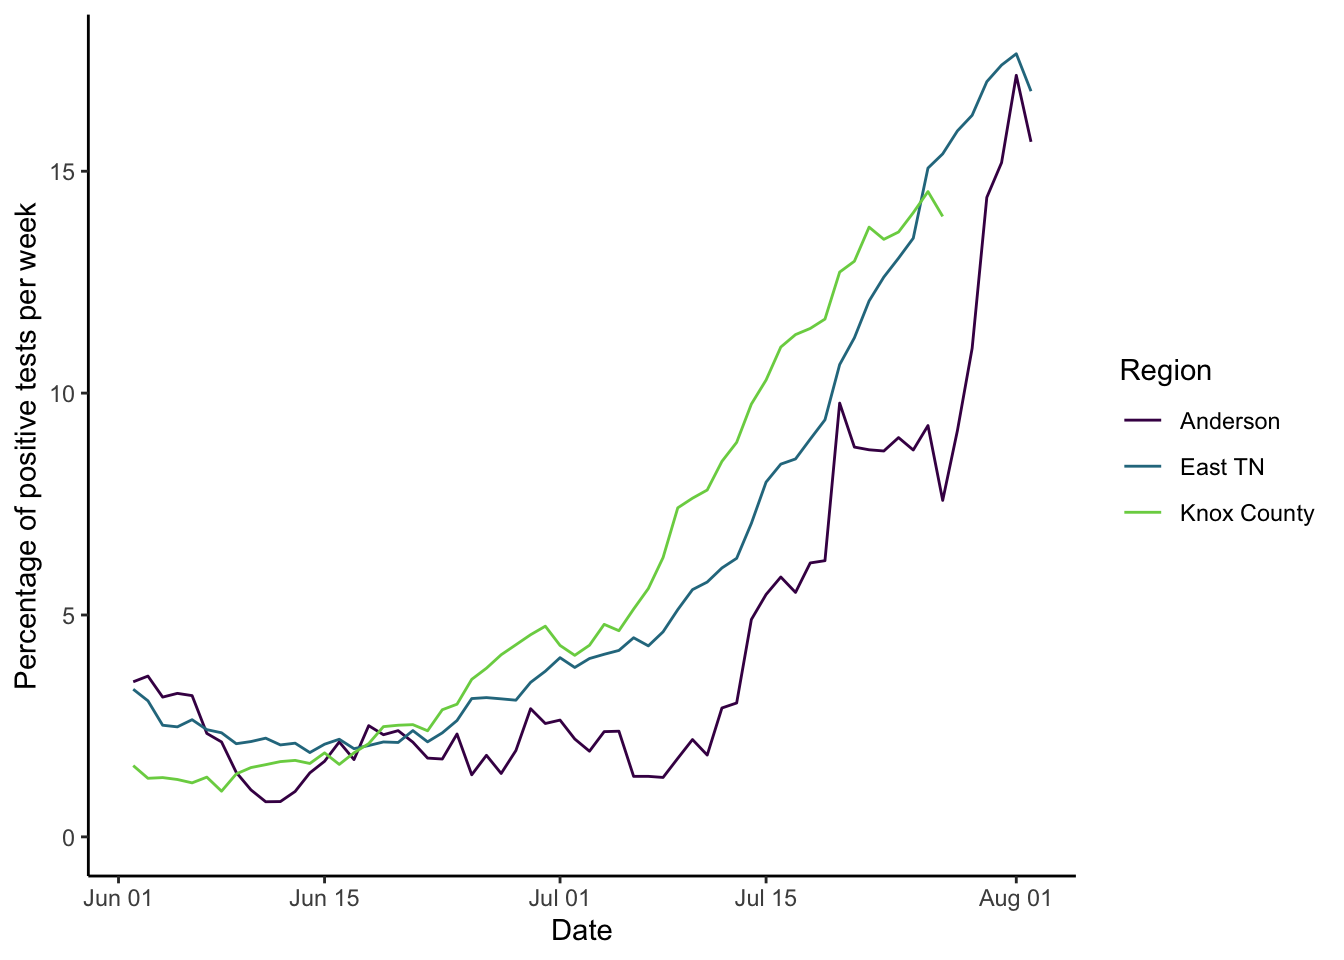 Percentage of positive tests per week
15
10
5
0
Jun 01
Jun 15
Jul 01
Jul 15
Aug 01
Date
Region
Anderson
East TN
Knox County